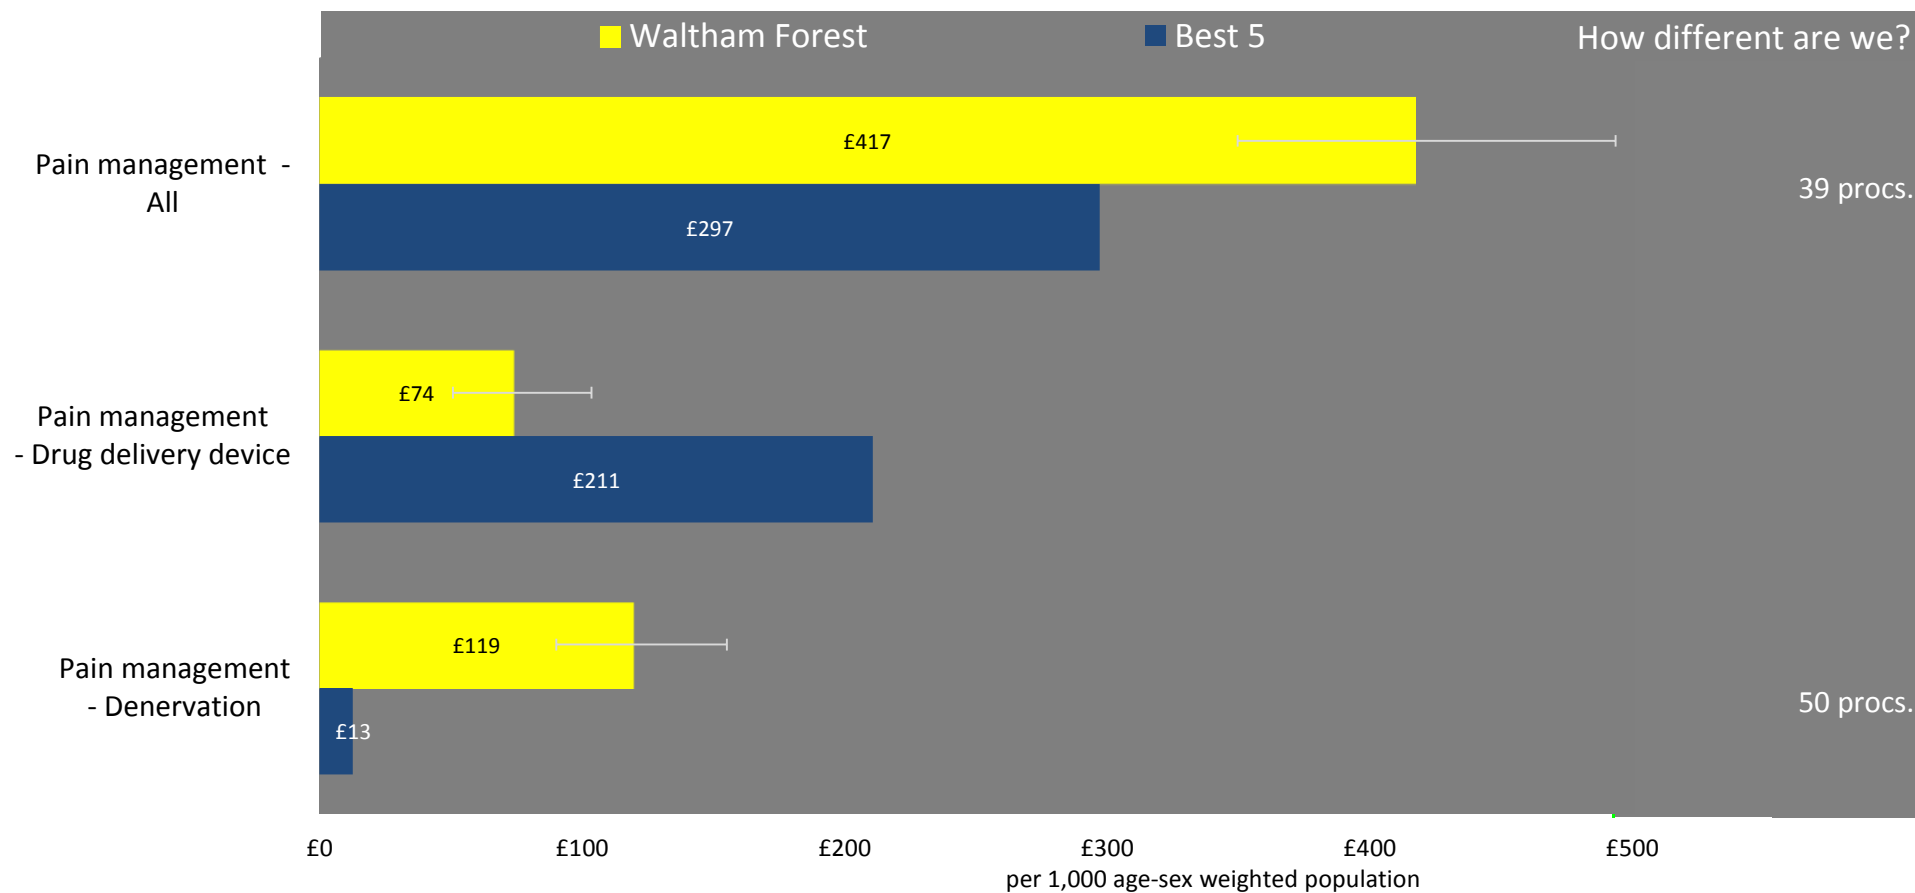 Waltham Forest
Best 5
How different are we?
Pain management -
All
£417
£297
39 procs.
Pain management
- Drug delivery device
£74
£211
Pain management
- Denervation
£119
£13
50 procs.
£0 £100 £200 £300 £400 £500
per 1,000 age-sex weighted population